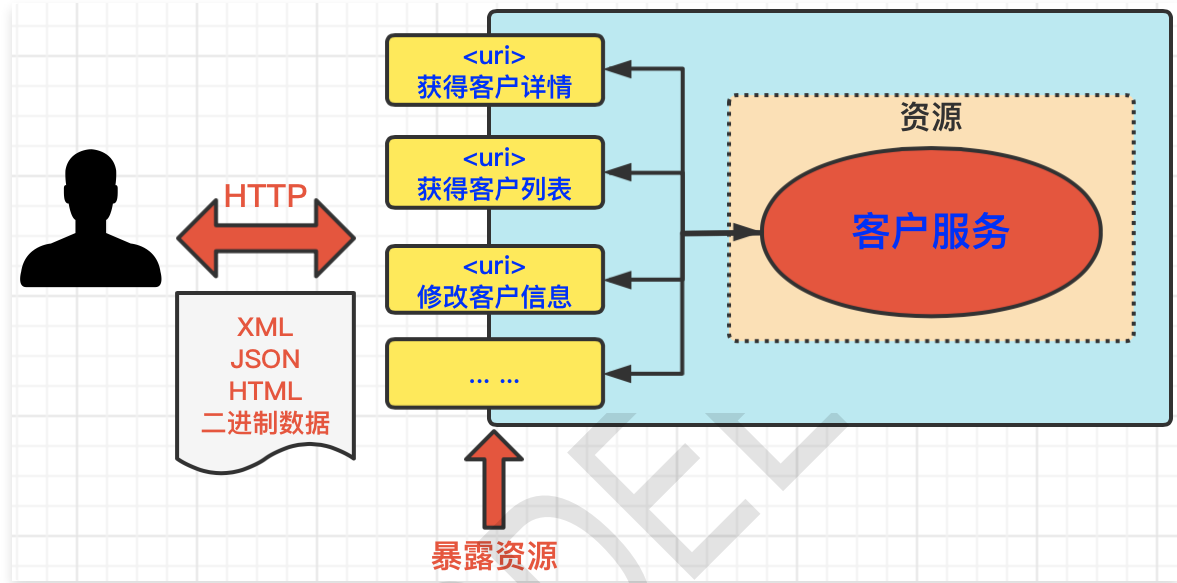 <uri>
获得客户详情
<uri>
获得客户列表
<uri>
修改客户信息
... ...
资源
客户服务
HTTP
XML
JSON
HTML
二进制数据
暴露资源